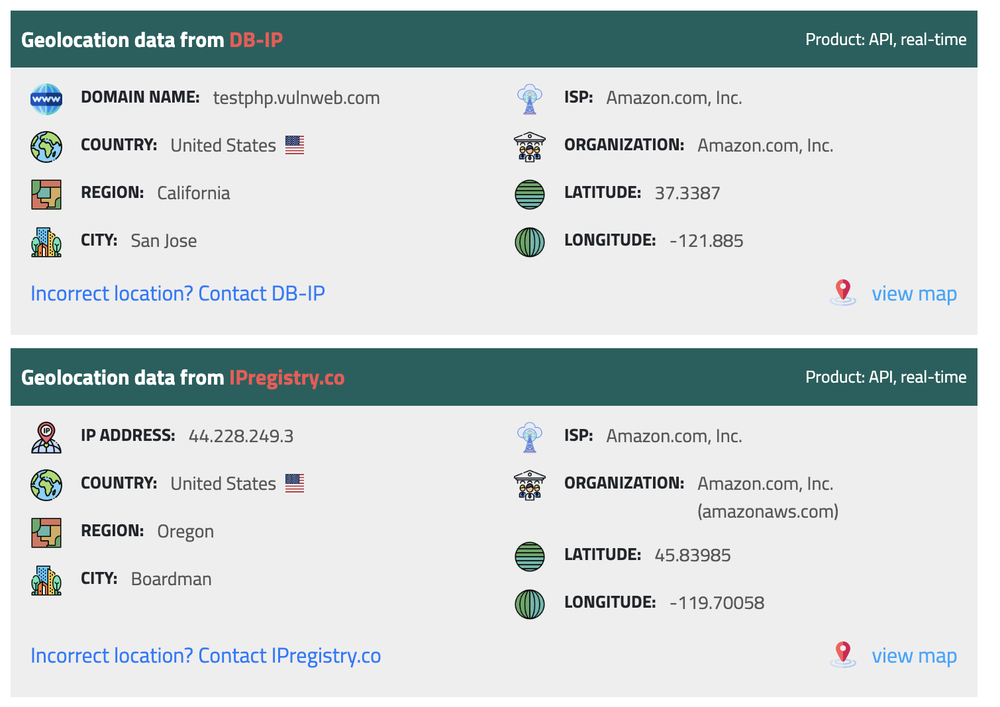 Geolocation data from DB-IP
Product: API, real-time
www
DOMAIN NAME: testphp.vulnweb.com
ISP: Amazon.com, Inc.
COUNTRY: United States
ORGANIZATION: Amazon.com, Inc.
REGION: California
LATITUDE: 37.3387
CITY: San Jose
LONGITUDE: -121.885
Incorrect location? Contact DB-IP
view map
Geolocation data from IPregistry.co
Product: API, real-time
IP
IP ADDRESS: 44.228.249.3
ISP: Amazon.com, Inc.
COUNTRY: United States
ORGANIZATION: Amazon.com, Inc.
(amazonaws.com)
REGION: Oregon
LATITUDE: 45.83985
CITY: Boardman
LONGITUDE: -119.70058
Incorrect location? Contact IPregistry.co
view map